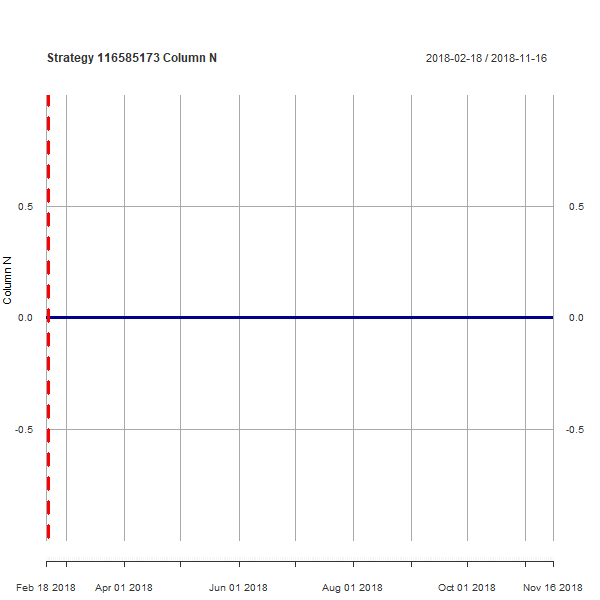 Strategy 116585173 Column N
2018-02-18 / 2018-11-16
Column N
0.5
0.5
0.0
0.0
-0.5
-0.5
Feb 18 2018
Apr 01 2018
Jun 01 2018
Aug 01 2018
Oct 01 2018
Nov 16 2018